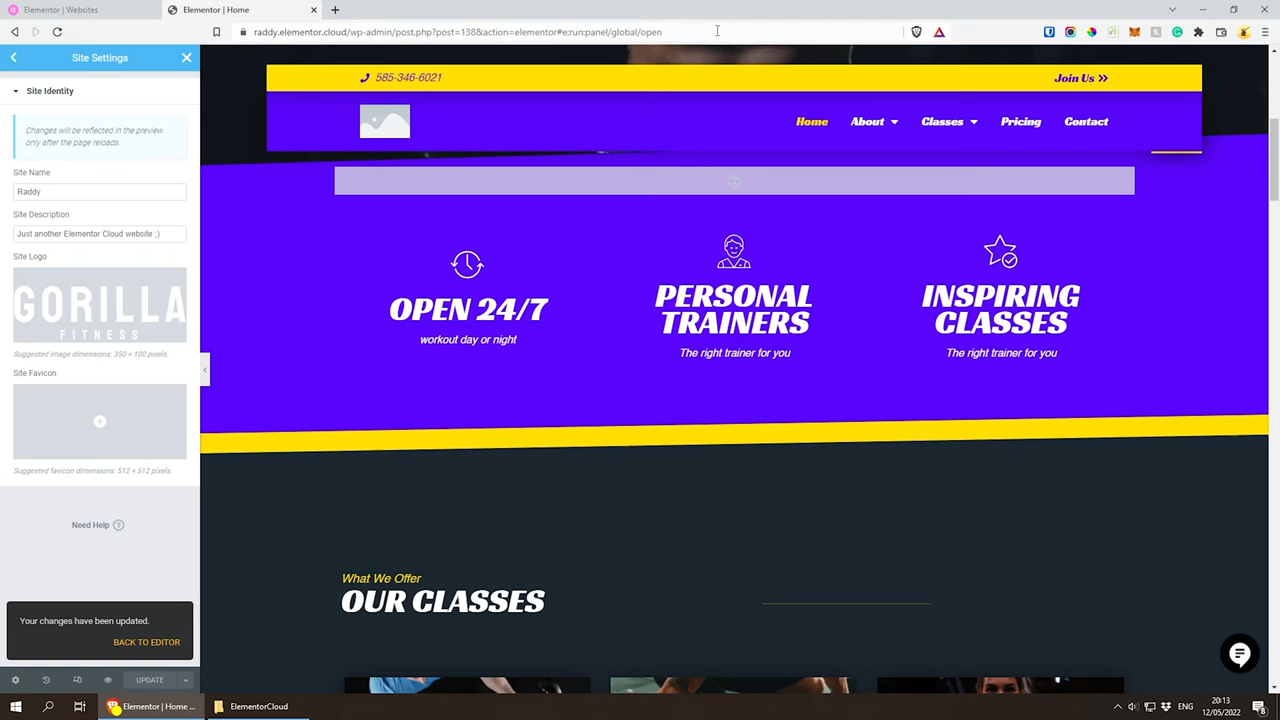 Elementor | Websites
Elementor | Home
raddy.elementor.cloud/wp-admin/post.php?post=138&action=elementor#e:run:panel/global/open
Site Settings
Site Identity
Changes will be reflected in the preview
only after the page reloads.
Site Name
Raddy
Site Description
Just another Elementor Cloud website ;)
Site Logo
GORILLA
FITNESS
Suggested image dimensions: 350 × 100 pixels.
Site Favicon
Suggested favicon dimensions: 512 × 512 pixels.
Need Help
Your changes have been updated.
BACK TO EDITOR
UPDATE
585-346-6021
Join Us
Home
About
Classes
Pricing
Contact
OPEN 24/7
workout day or night
PERSONAL
TRAINERS
The right trainer for you
INSPIRING
CLASSES
The right trainer for you
What We Offer
OUR CLASSES
Elementor | Home ...
ElementorCloud
ENG
20:13
12/05/2022